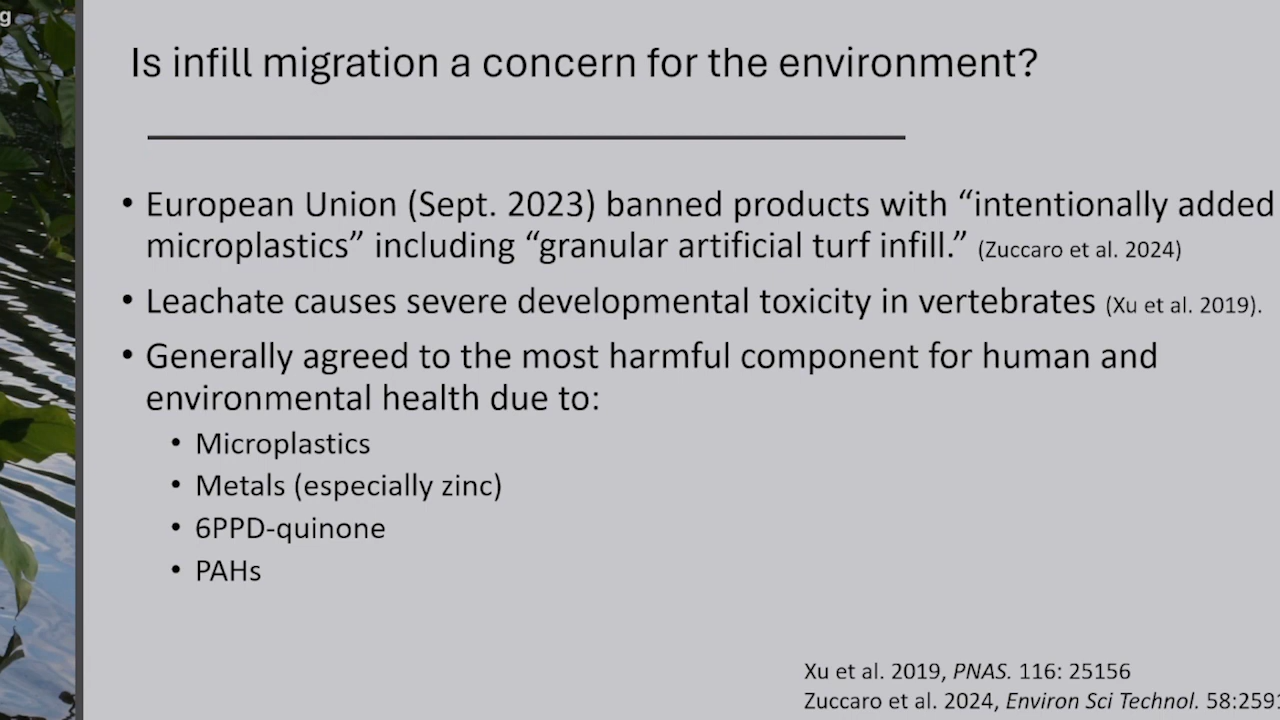 g
Is infill migration a concern for the environment?
• European Union (Sept. 2023) banned products with “intentionally added
microplastics” including “granular artificial turf infill.” (Zuccaro et al. 2024)
• Leachate causes severe developmental toxicity in vertebrates (Xu et al. 2019).
• Generally agreed to the most harmful component for human and
environmental health due to:
• Microplastics
• Metals (especially zinc)
• 6PPD-quinone
• PAHs
Xu et al. 2019, PNAS. 116: 25156
Zuccaro et al. 2024, Environ Sci Technol. 58:259